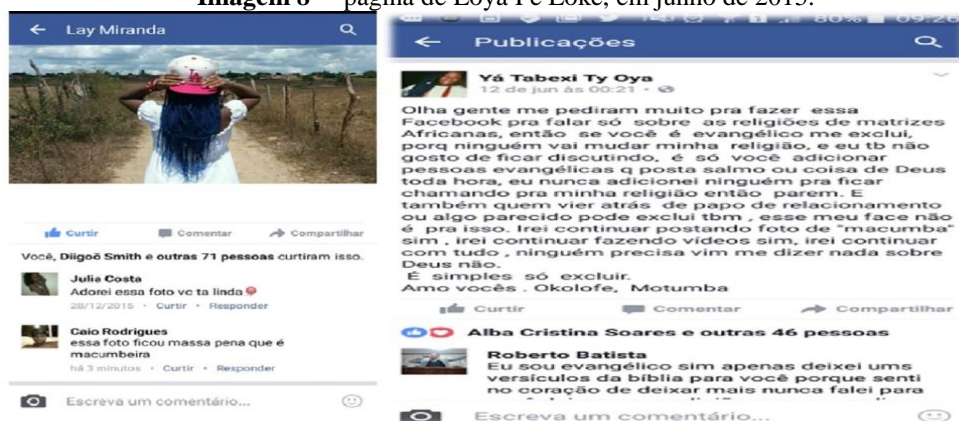 Imagem 8 – página de Loya Pe Loke, em junho de 2015.
Lay Miranda
LA
Curtir Comentar Compartilhar
Você, Diigoõ Smith e outras 71 pessoas curtiram isso.
Julia Costa
Adorei essa foto vc ta linda
28/12/2015 • Curtir • Responder
Caio Rodrigues
essa foto ficou massa pena que é
macumbeira
há 3 minutos • Curtir • Responder
Escreva um comentário...
80% 09:26
Publicações
Yá Tabexi Ty Oya
12 de jun às 00:21 •
Olha gente me pediram muito pra fazer essa
Facebook pra falar só sobre as religiões de matrizes
Africanas, então se você é evangélico me exclui,
porq ninguém vai mudar minha religião, e eu tb não
gosto de ficar discutindo, é só você adicionar
pessoas evangélicas q posta salmo ou coisa de Deus
toda hora, eu nunca adicionei ninguém pra ficar
chamando pra minha religião então parem. E
também quem vier atrás de papo de relacionamento
ou algo parecido pode exclui tbm , esse meu face não
é pra isso. Irei continuar postando foto de "macumba"
sim , irei continuar fazendo vídeos sim, irei continuar
com tudo , ninguém precisa vim me dizer nada sobre
Deus não.
É simples só excluir.
Amo vocês . Okolofe, Motumba
Curtir Comentar Compartilhar
Alba Cristina Soares e outras 46 pessoas
Roberto Batista
Eu sou evangélico sim apenas deixei ums
versículos da bíblia para você porque senti
no coração de deixar mais nunca falei para
Escreva um comentário...